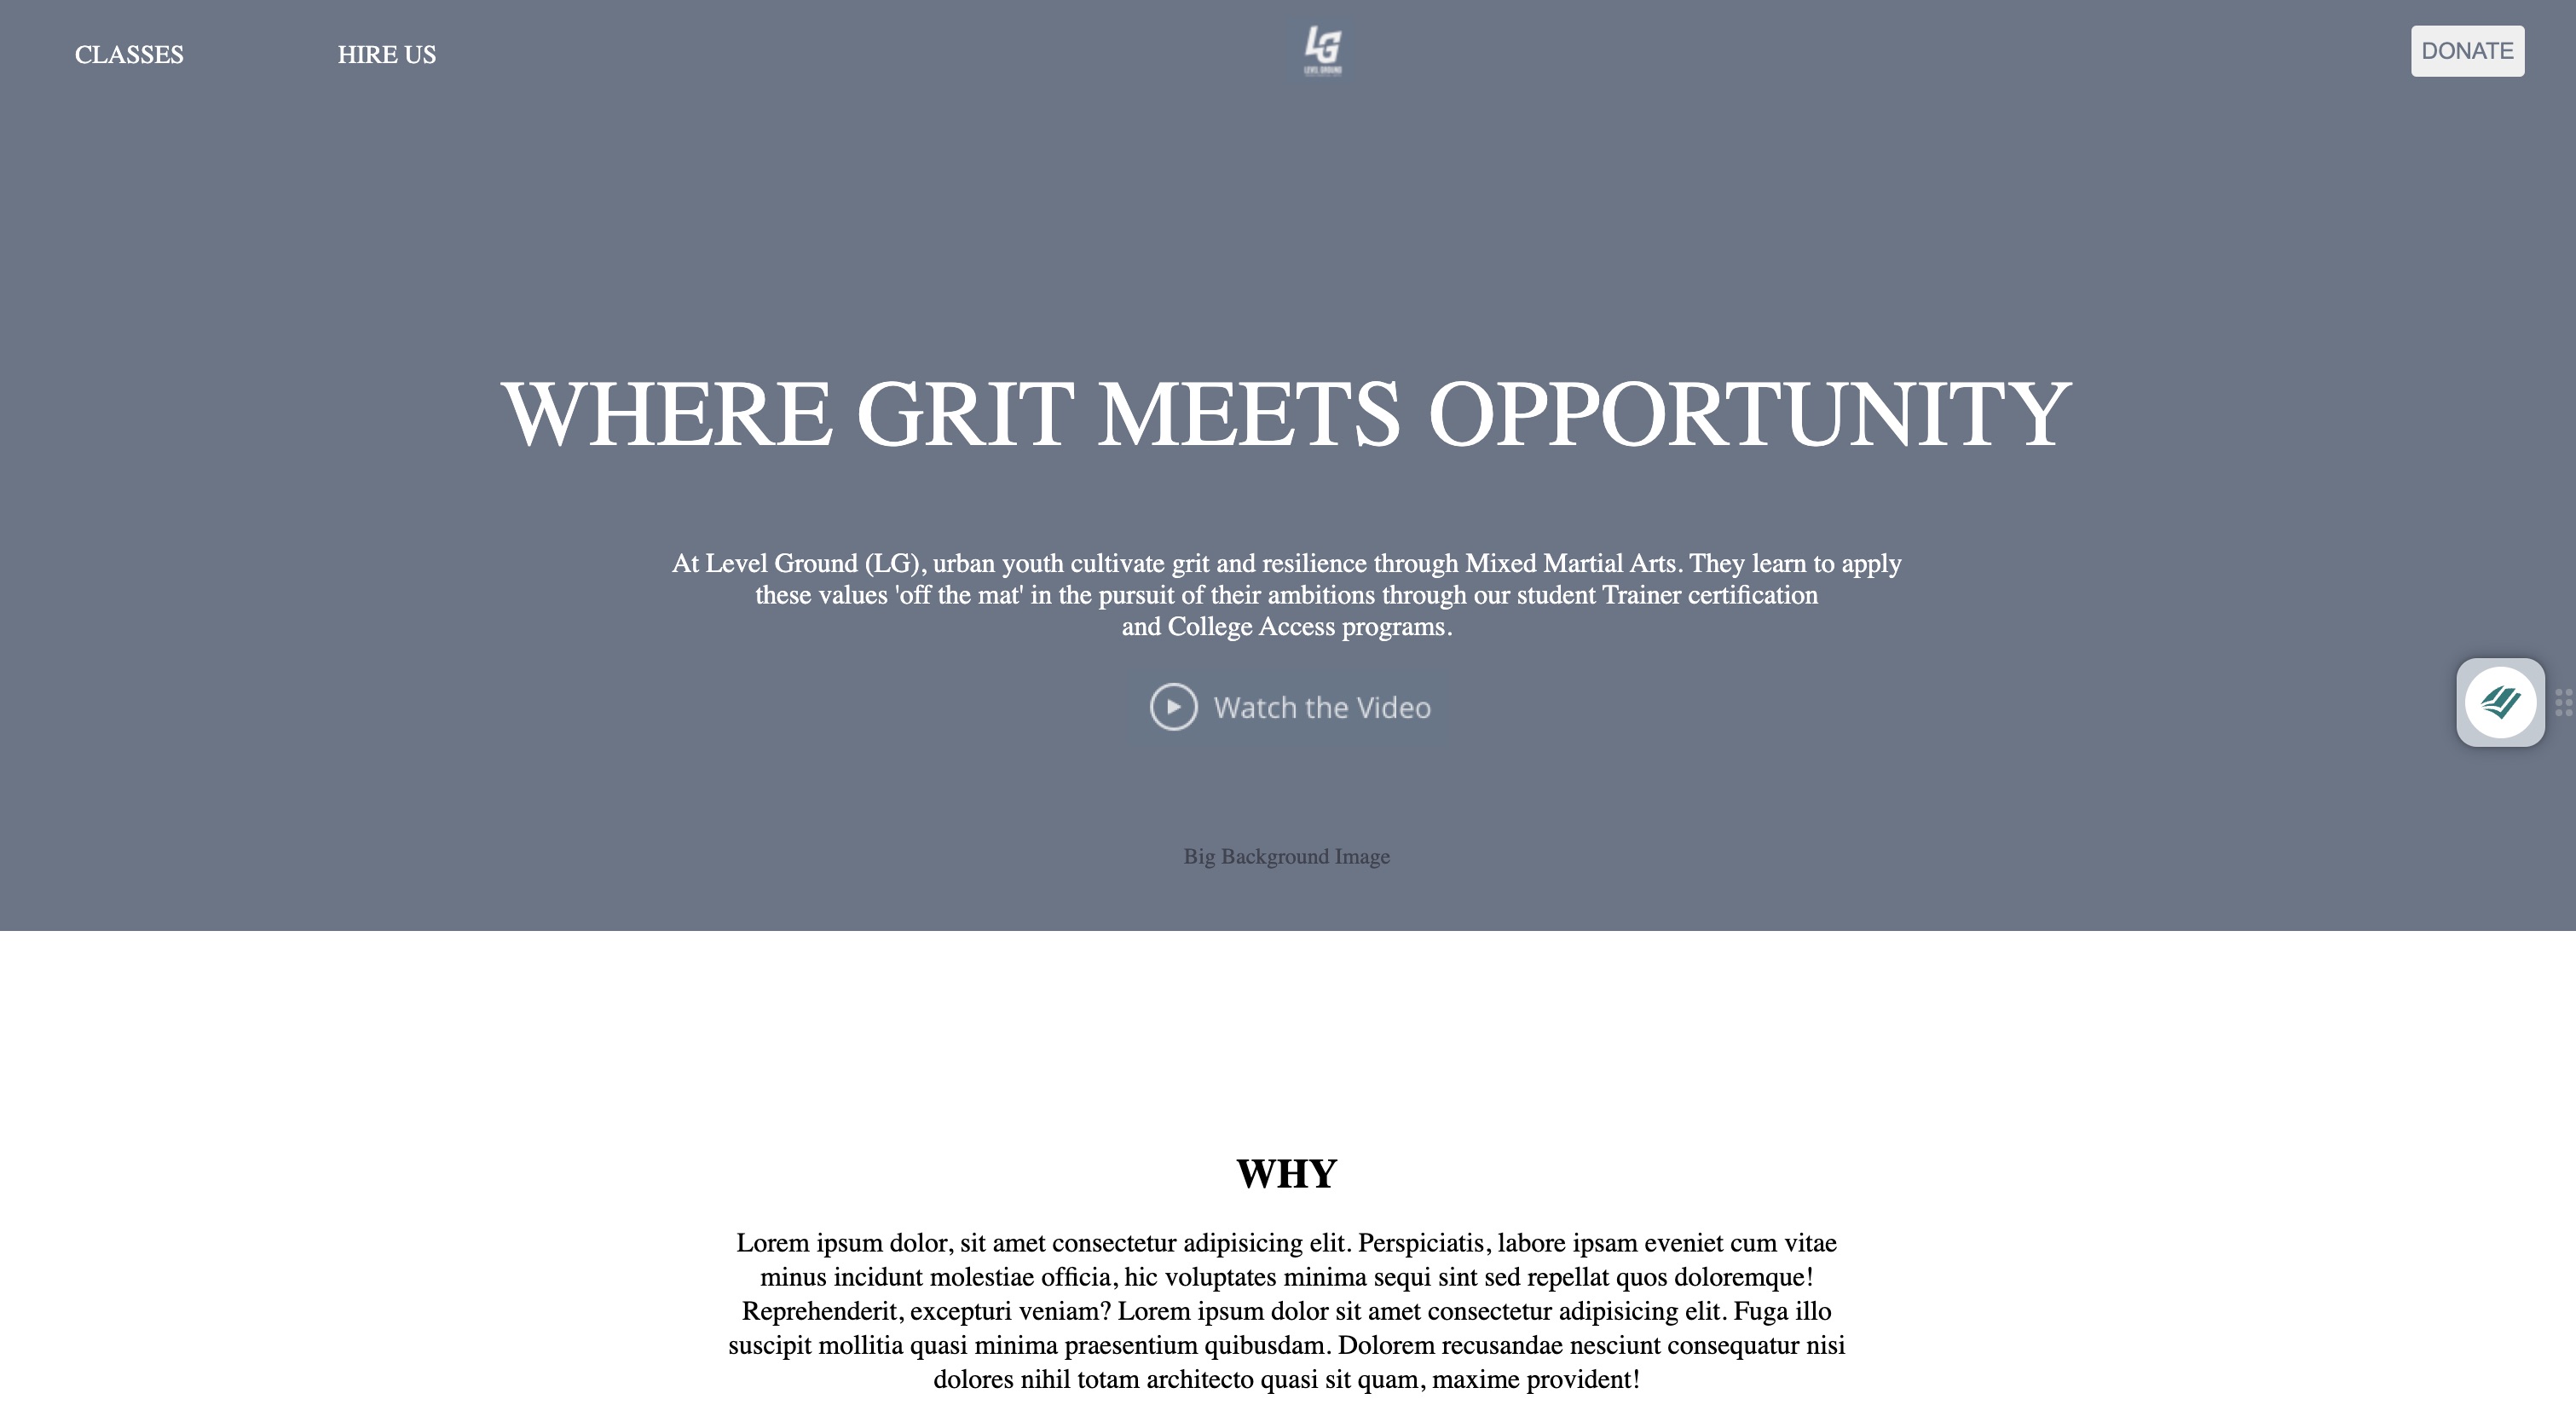 CLASSES
HIRE US
LG
LEVEL GROUND
DONATE
WHERE GRIT MEETS OPPORTUNITY
At Level Ground (LG), urban youth cultivate grit and resilience through Mixed Martial Arts. They learn to apply
these values 'off the mat' in the pursuit of their ambitions through our student Trainer certification
and College Access programs.
Watch the Video
Big Background Image
WHY
Lorem ipsum dolor, sit amet consectetur adipisicing elit. Perspiciatis, labore ipsam eveniet cum vitae
minus incidunt molestiae officia, hic voluptates minima sequi sint sed repellat quos doloremque!
Reprehenderit, excepturi veniam? Lorem ipsum dolor sit amet consectetur adipisicing elit. Fuga illo
suscipit mollitia quasi minima praesentium quibusdam. Dolorem recusandae nesciunt consequatur nisi
dolores nihil totam architecto quasi sit quam, maxime provident!